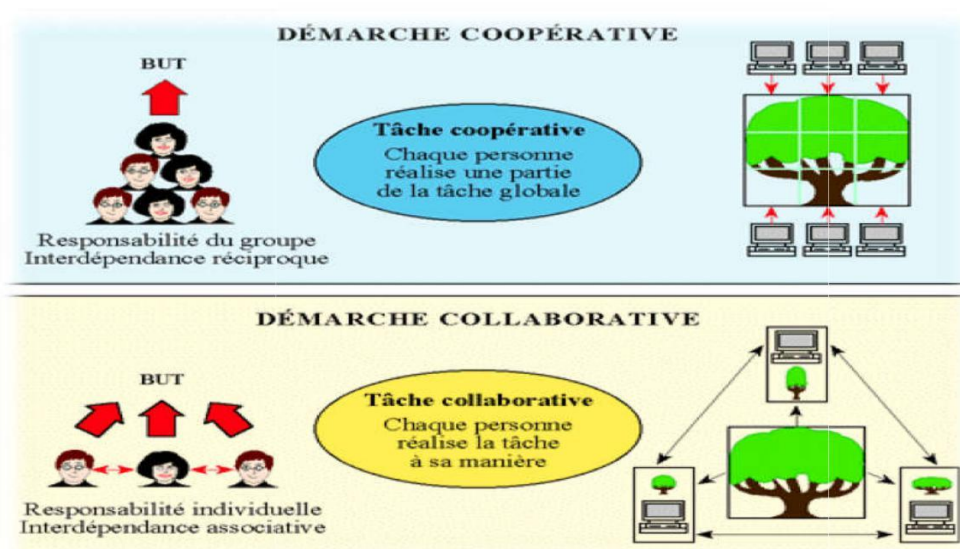 DÉMARCHE COOPÉRATIVE
BUT
Tâche coopérative
Chaque personne
réalise une partie
de la tâche globale
Responsabilité du groupe
Interdépendance réciproque
DÉMARCHE COLLABORATIVE
BUT
Tâche collaborative
Chaque personne
réalise la tâche
à sa manière
Responsabilité individuelle
Interdépendance associative